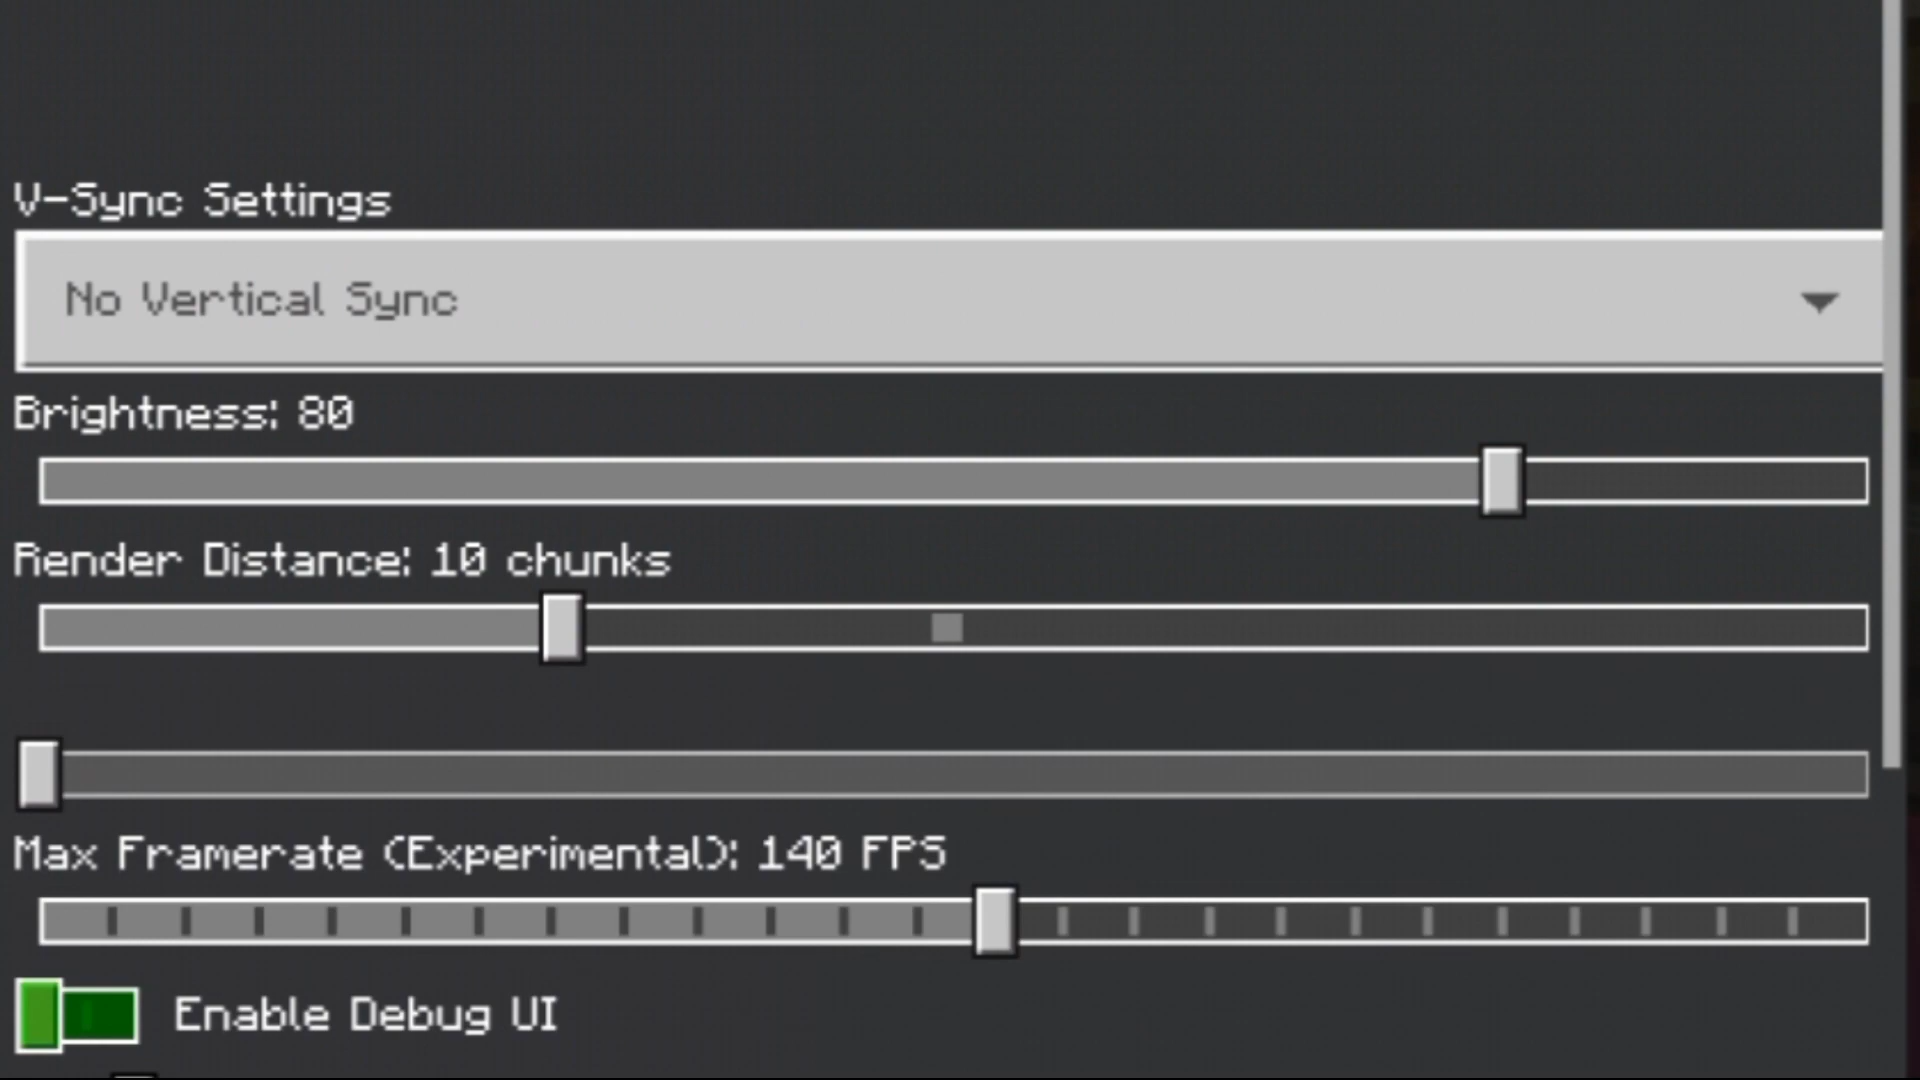 V-Sync Settings
No Vertical Sync
Brightness: 80
Render Distance: 10 chunks
Max Framerate (Experimental): 140 FPS
Enable Debug UI